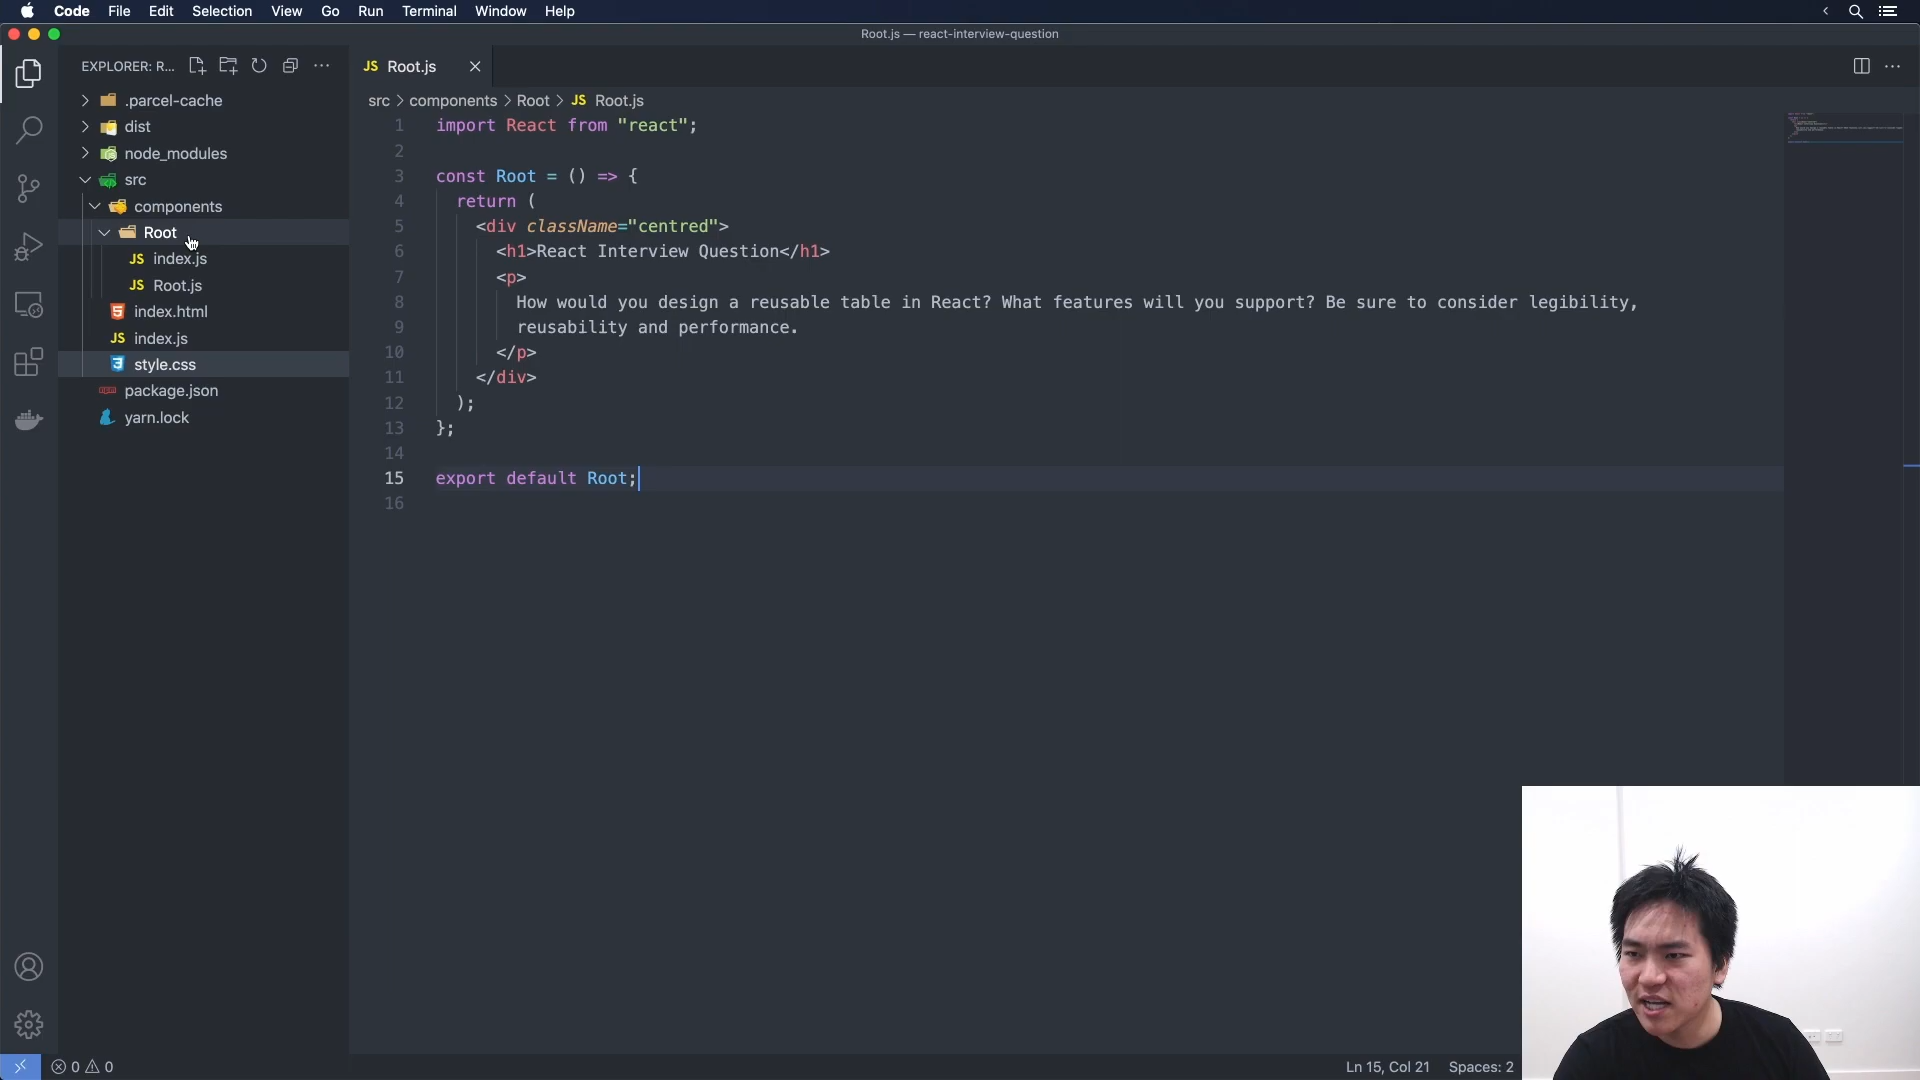 Code File Edit Selection View Go Run Terminal Window Help
Root.js — react-interview-question
EXPLORER: R...
.parcel-cache
dist
node_modules
src
components
Root
JS index.js
JS Root.js
index.html
JS index.js
style.css
package.json
yarn.lock
JS Root.js
src > components > Root > JS Root.js
1 import React from "react";
2
3 const Root = () => {
4 return (
5 <div className="centred">
6 <h1>React Interview Question</h1>
7 <p>
8 How would you design a reusable table in React? What features will you support? Be sure to consider legibility,
9 reusability and performance.
10 </p>
11 </div>
12 );
13 };
14
15 export default Root;
16
0 0
Ln 15, Col 21 Spaces: 2